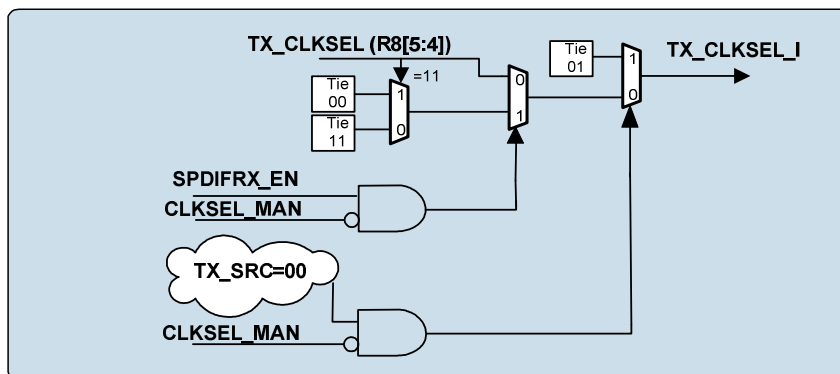 TX_CLKSEL (R8[5:4])
=11
Tie
00
Tie
11
1
0
0
1
Tie
01
1
0
TX_CLKSEL_I
SPDIFRX_EN
CLKSEL_MAN
TX_SRC=00
CLKSEL_MAN